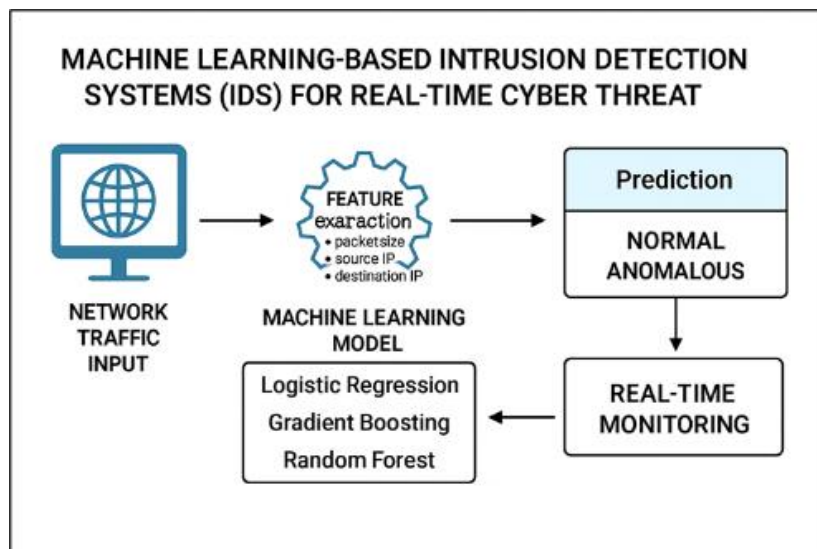 MACHINE LEARNING-BASED INTRUSION DETECTION
SYSTEMS (IDS) FOR REAL-TIME CYBER THREAT
NETWORK
TRAFFIC
INPUT
FEATURE
exaraction
• packetsize
• source IP
• destination IP
MACHINE LEARNING
MODEL
Logistic Regression
Gradient Boosting
Random Forest
Prediction
NORMAL
ANOMALOUS
REAL-TIME
MONITORING